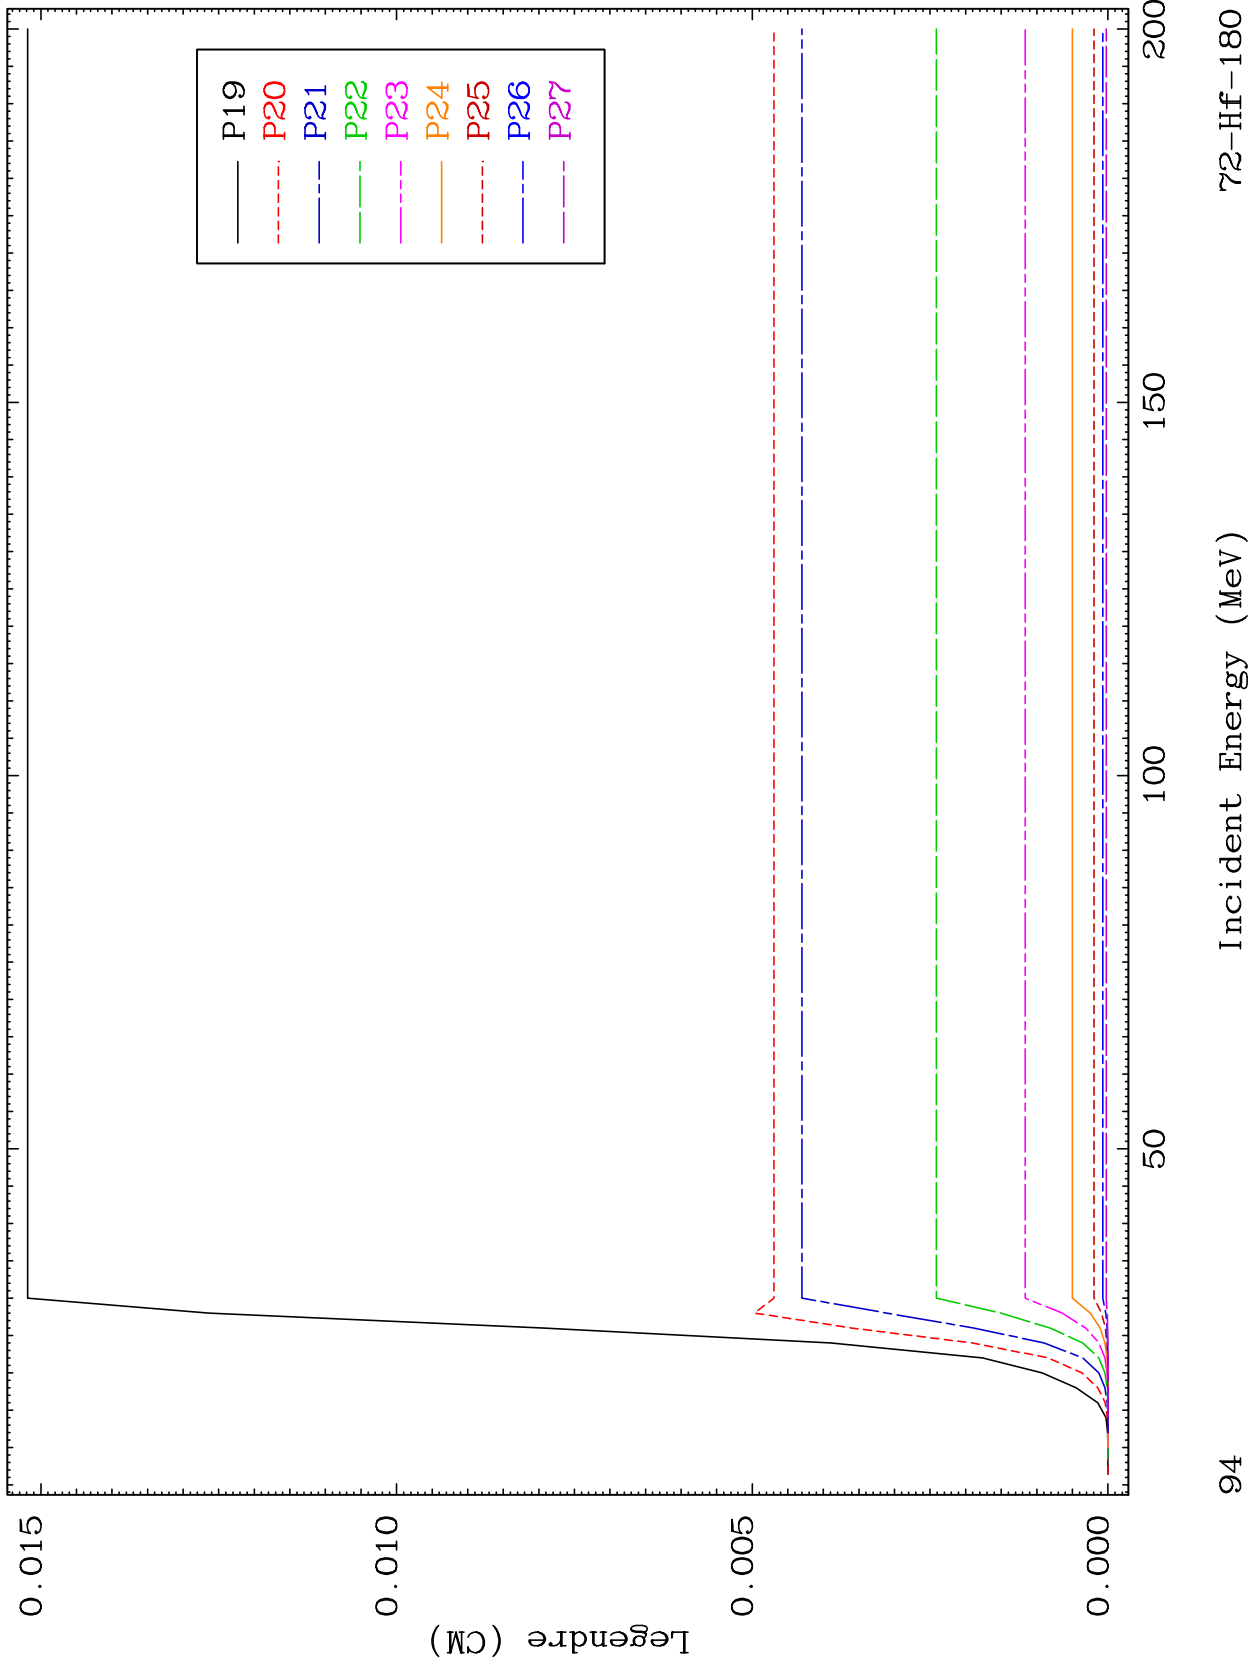 0.015
0.010
0.005
0.000
Legendre (CM)
P19
P20
P21
P22
P23
P24
P25
P26
P27
50
100
150
200
94
Incident Energy (MeV)
72-Hf-180